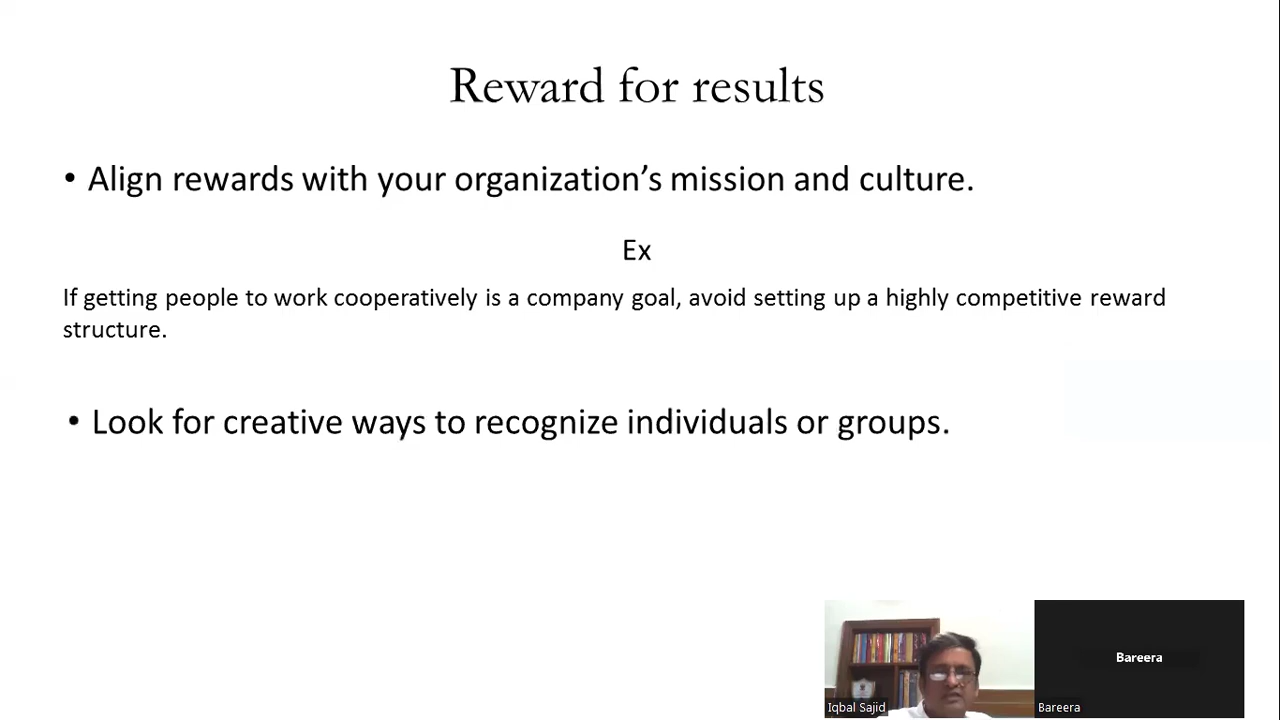 Reward for results
• Align rewards with your organization’s mission and culture.
Ex
If getting people to work cooperatively is a company goal, avoid setting up a highly competitive reward
structure.
• Look for creative ways to recognize individuals or groups.
Bareera
Iqbal Sajid
Bareera